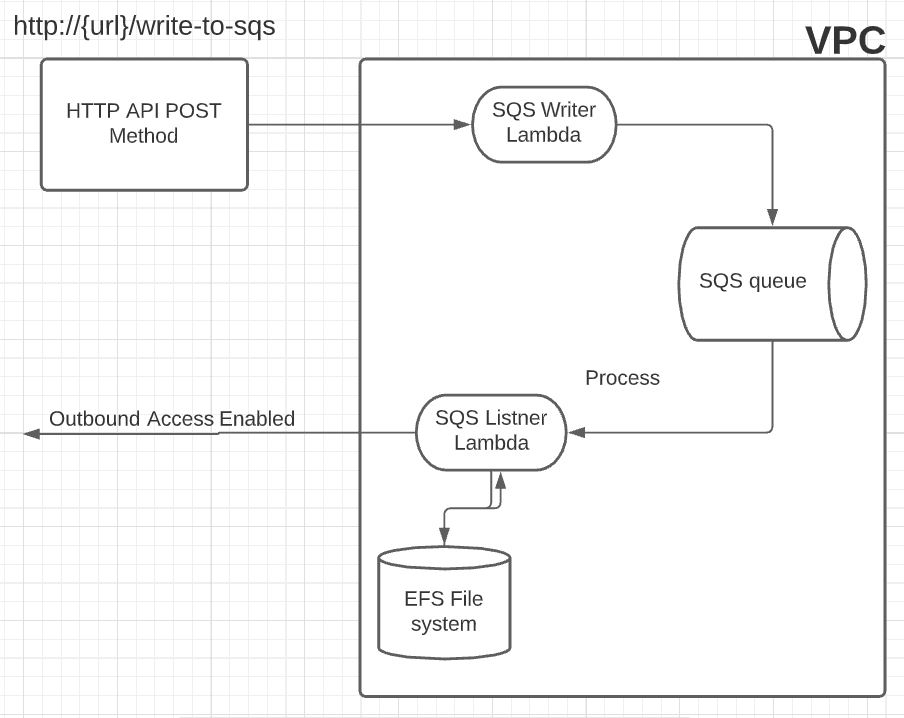 http://{url}/write-to-sqs
VPC
HTTP API POST
Method
SQS Writer
Lambda
SQS queue
Process
Outbound Access Enabled
SQS Listner
Lambda
EFS File
system